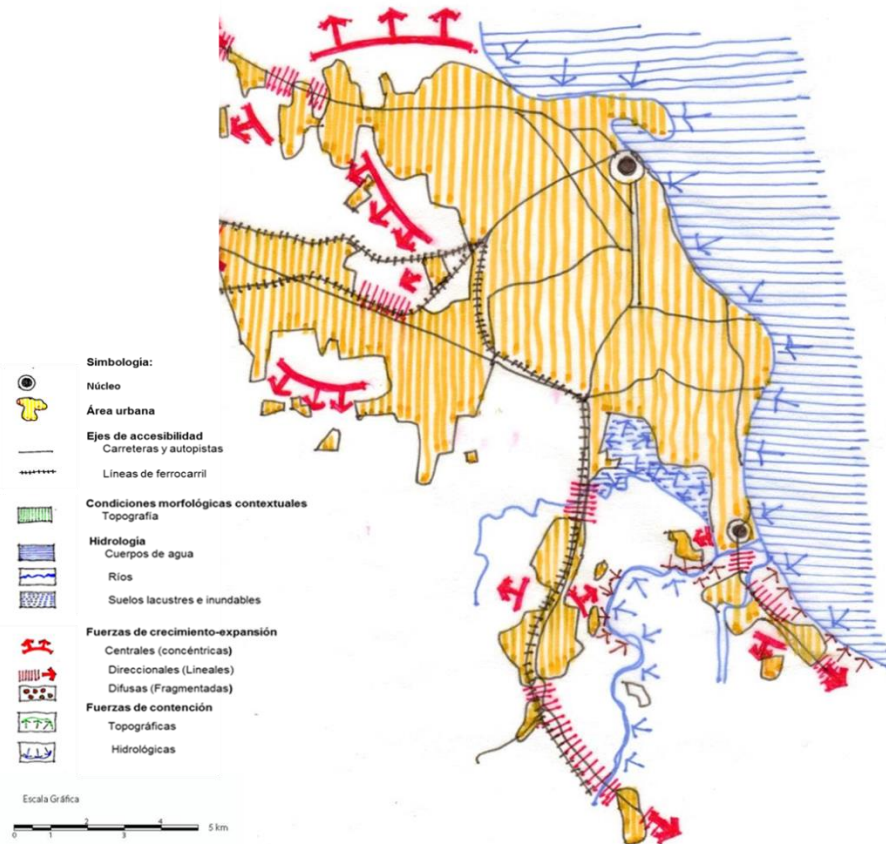 Simbologia:
Núcleo
Área urbana
Ejes de accesibilidad
Carreteras y autopistas
Líneas de ferrocarril
Condiciones morfológicas contextuales
Topografía
Hidrología
Cuerpos de agua
Ríos
Suelos lacustres e inundables
Fuerzas de crecimiento-expansión
Centrales (concéntricas)
Direccionales (Lineales)
Difusas (Fragmentadas)
Fuerzas de contención
Topográficas
Hidrológicas
Escala Gráfica
0 1 2 3 4 5 km